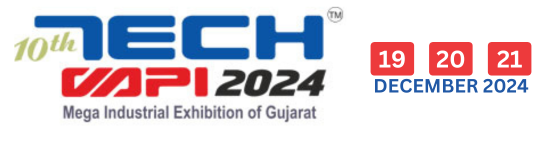 10th TECH TM
VAPI 2024
Mega Industrial Exhibition of Gujarat
19 20 21
DECEMBER 2024